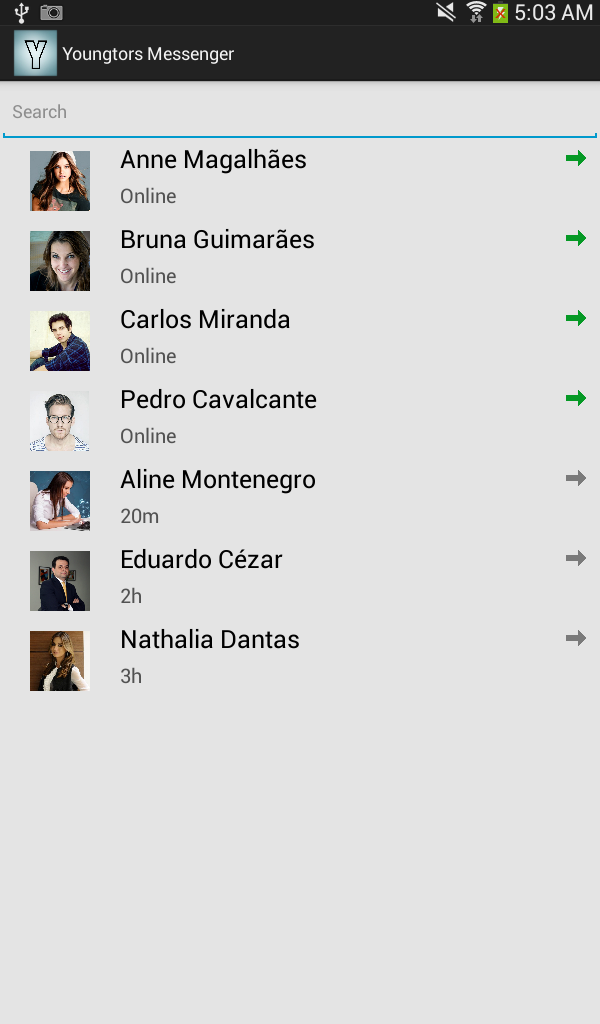 5:03 AM
Y Youngtors Messenger
Search
Anne Magalhães
Online
Bruna Guimarães
Online
Carlos Miranda
Online
Pedro Cavalcante
Online
Aline Montenegro
20m
Eduardo Cézar
2h
Nathalia Dantas
3h